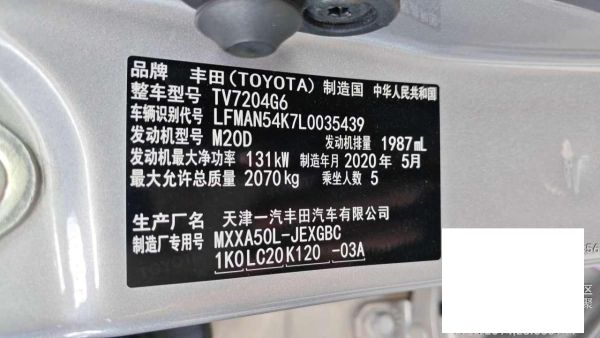 品牌 丰田(TOYOTA) 制造国 中华人民共和国
整车型号 TV7204G6
车辆识别代号 LFMAN54K7L0035439
发动机型号 M20D 发动机排量 1987mL
发动机最大净功率 131kW 制造年月 2020年 5月
最大允许总质量 2070kg 乘坐人数 5
生产厂名 天津一汽丰田汽车有限公司
制造厂专用号 MXXA50L-JEXGBC
1K0LC20K120 -03A
56
区
聚